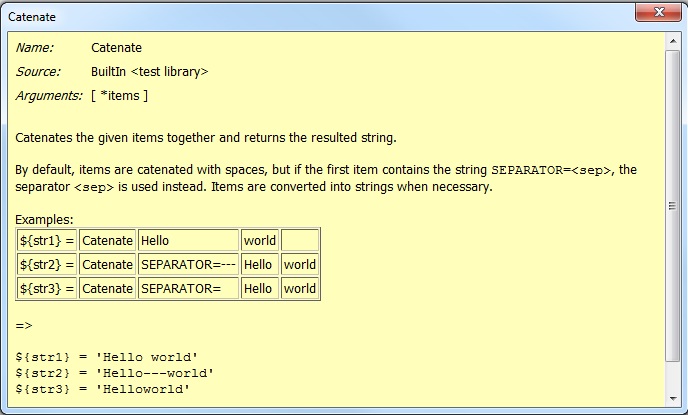 Catenate
Name: Catenate
Source: BuiltIn <test library>
Arguments: [ *items ]
Catenates the given items together and returns the resulted string.
By default, items are catenated with spaces, but if the first item contains the string SEPARATOR=<sep>, the
separator <sep> is used instead. Items are converted into strings when necessary.
Examples:
${str1} = Catenate Hello world
${str2} = Catenate SEPARATOR=--- Hello world
${str3} = Catenate SEPARATOR= Hello world
=>
${str1} = 'Hello world'
${str2} = 'Hello---world'
${str3} = 'Helloworld'